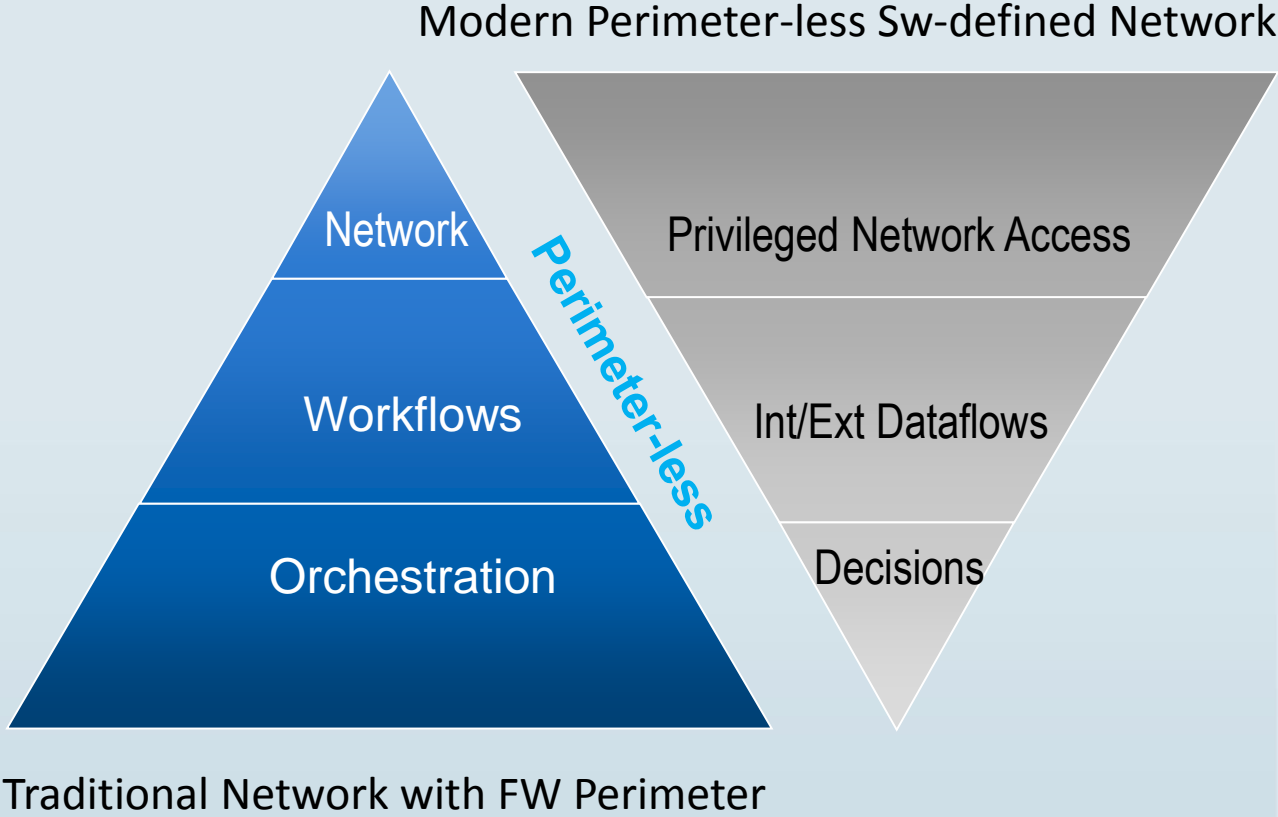 Modern Perimeter-less Sw-defined Network
Network
Workflows
Orchestration
Perimeter-less
Privileged Network Access
Int/Ext Dataflows
Decisions
Traditional Network with FW Perimeter